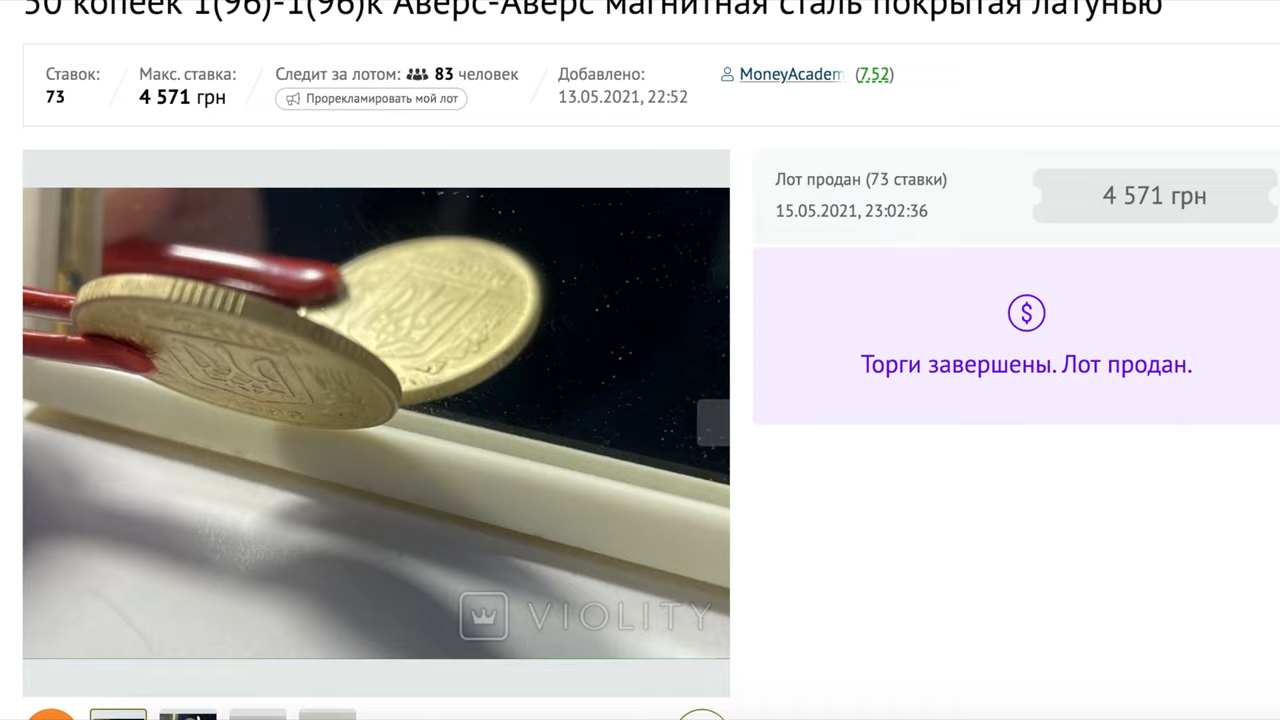 50 копеек 1(96)-1(96)к Аверс-Аверс магнитная сталь покрытая латунью
Ставок:
73
Макс. ставка:
4 571 грн
Следит за лотом: 83 человек
Прорекламировать мой лот
Добавлено:
13.05.2021, 22:52
MoneyAcadem (7.52)
Лот продан (73 ставки)
15.05.2021, 23:02:36
4 571 грн
$
Торги завершены. Лот продан.
VIOLITY